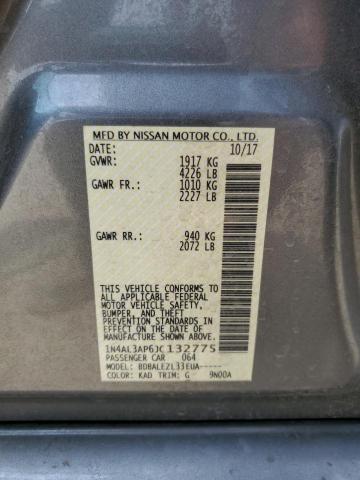 MFD BY NISSAN MOTOR CO., LTD.
DATE: 10/17
GVWR: 1917 KG
4226 LB
GAWR FR.: 1010 KG
2227 LB
GAWR RR.: 940 KG
2072 LB
THIS VEHICLE CONFORMS TO
ALL APPLICABLE U.S.
FEDERAL MOTOR VEHICLE SAFETY,
BUMPER, AND THEFT
PREVENTION STANDARDS IN
EFFECT ON THE DATE OF
MANUFACTURE SHOWN ABOVE.
1N4AL3AP6JC132775
PASSENGER CAR 064
MODEL: BDBALEZL33EUA-----
COLOR: KAD TRIM: G 9N00A